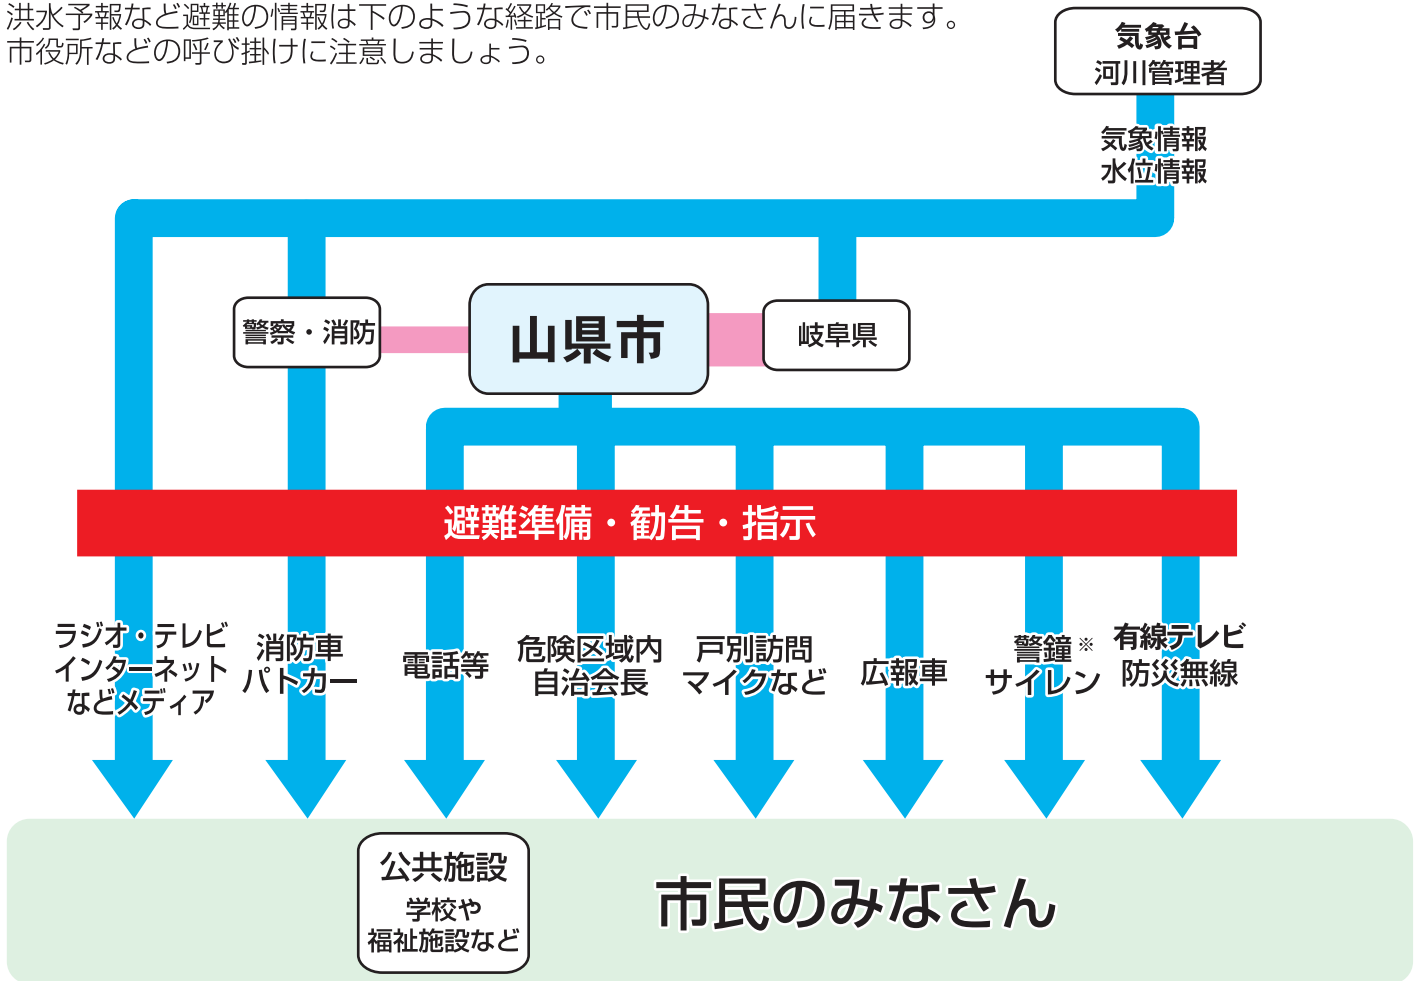 洪水予報など避難の情報は下のような経路で市民のみなさんに届きます。
市役所などの呼び掛けに注意しましょう。
気象台
河川管理者
気象情報
水位情報
警察・消防
山県市
岐阜県
避難準備・勧告・指示
ラジオ・テレビ
インターネット
などメディア
消防車
パトカー
電話等
危険区域内
自治会長
戸別訪問
マイクなど
広報車
警鐘※
サイレン
有線テレビ
防災無線
公共施設
学校や
福祉施設など
市民のみなさん